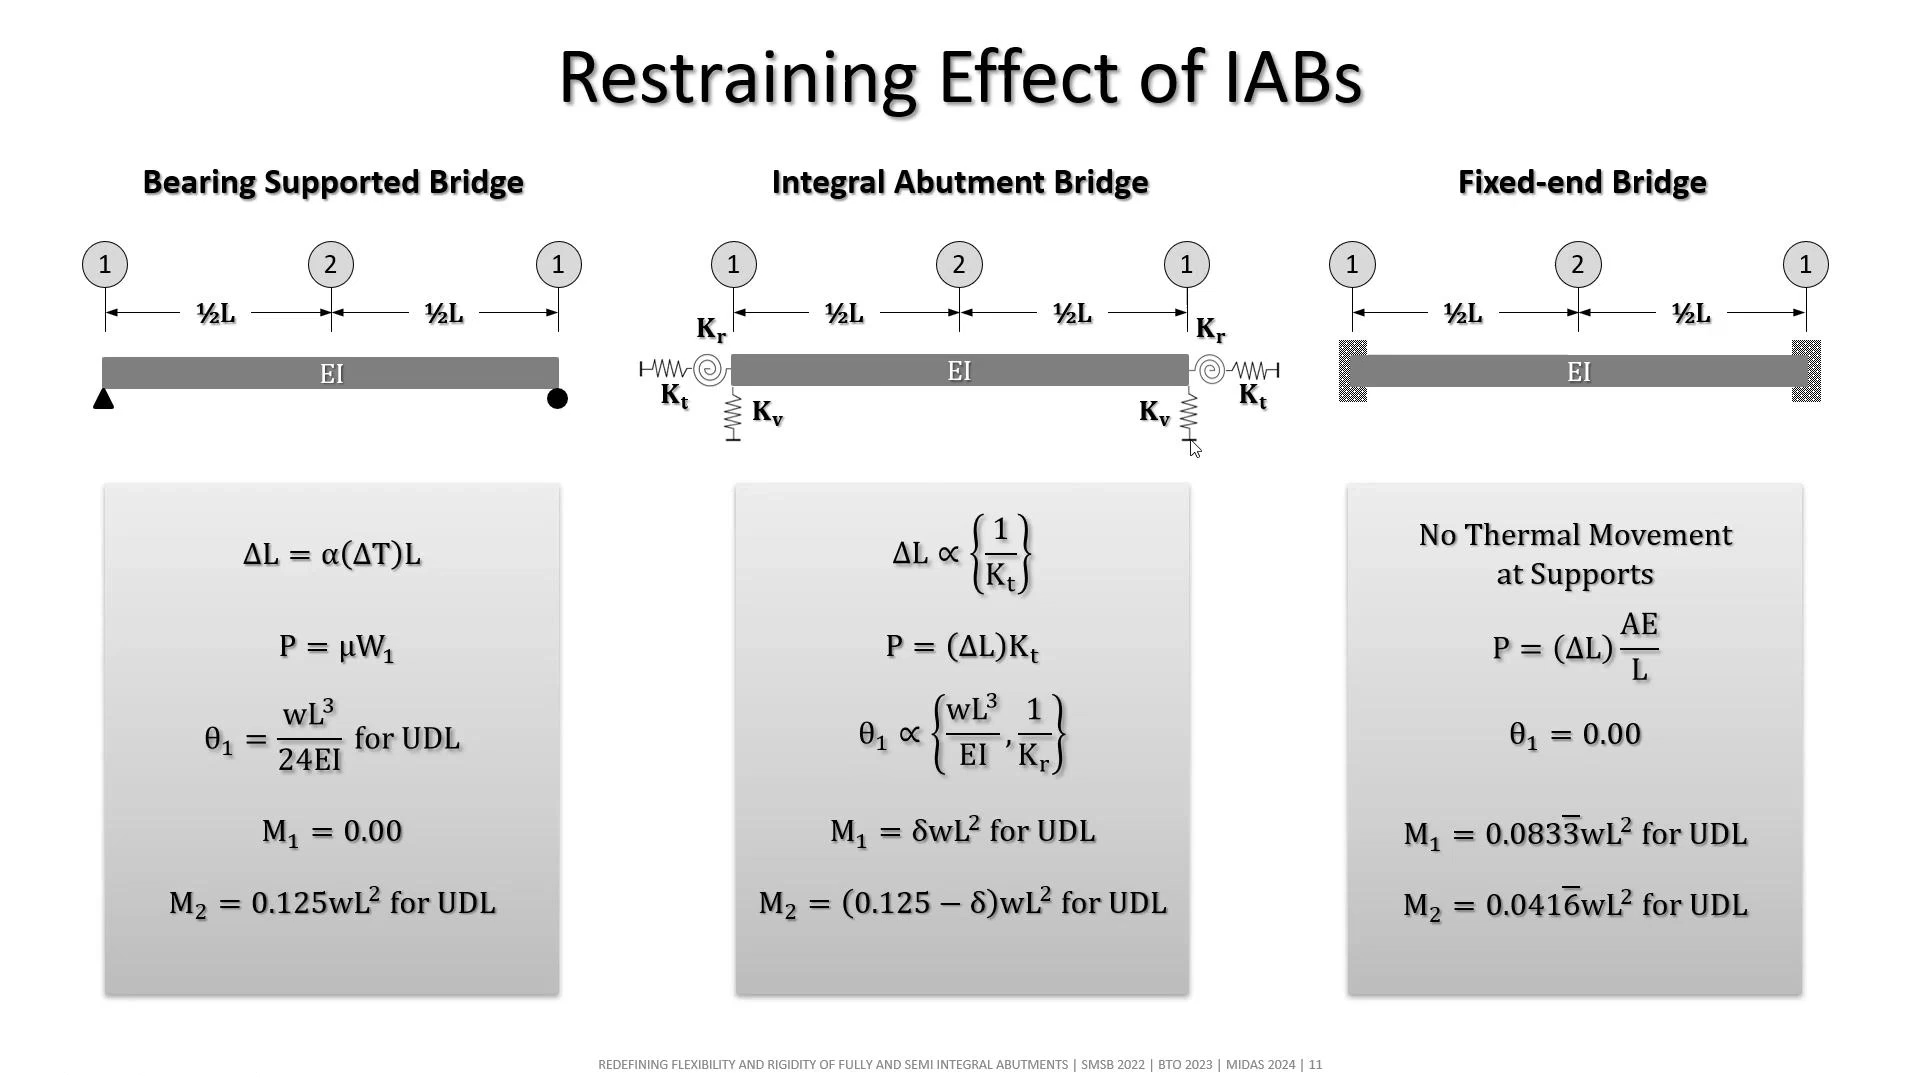 Restraining Effect of IABs
Bearing Supported Bridge
1 2 1
½L ½L
EI
ΔL = α(ΔT)L
P = μW₁
θ₁ = wL³/24EI for UDL
M₁ = 0.00
M₂ = 0.125wL² for UDL
Integral Abutment Bridge
1 2 1
½L ½L
Kᵣ Kᵣ
EI
Kₜ Kᵥ Kᵥ Kₜ
ΔL ∝ {1/Kₜ}
P = (ΔL)Kₜ
θ₁ ∝ {wL³/EI, 1/Kᵣ}
M₁ = δwL² for UDL
M₂ = (0.125 − δ)wL² for UDL
Fixed-end Bridge
1 2 1
½L ½L
EI
No Thermal Movement
at Supports
P = (ΔL) AE/L
θ₁ = 0.00
M₁ = 0.0833̅wL² for UDL
M₂ = 0.0416̅wL² for UDL
REDEFINING FLEXIBILITY AND RIGIDITY OF FULLY AND SEMI INTEGRAL ABUTMENTS | SMSB 2022 | BTO 2023 | MIDAS 2024 | 11